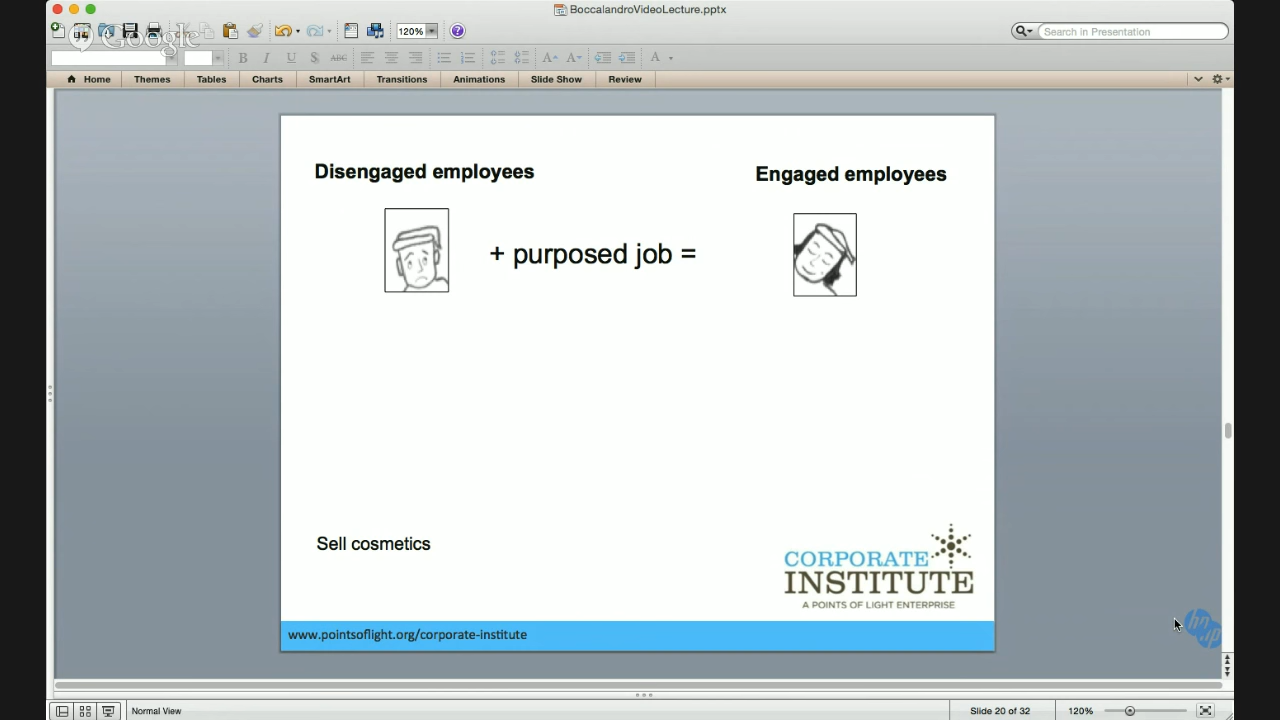 BoccalandroVideoLecture.pptx
Google
120%
Search in Presentation
B I U S ABC A A A
Home Themes Tables Charts SmartArt Transitions Animations Slide Show Review
Disengaged employees
Engaged employees
+ purposed job =
Sell cosmetics
CORPORATE
INSTITUTE
A POINTS OF LIGHT ENTERPRISE
www.pointsoflight.org/corporate-institute
Normal View
Slide 20 of 32
120%